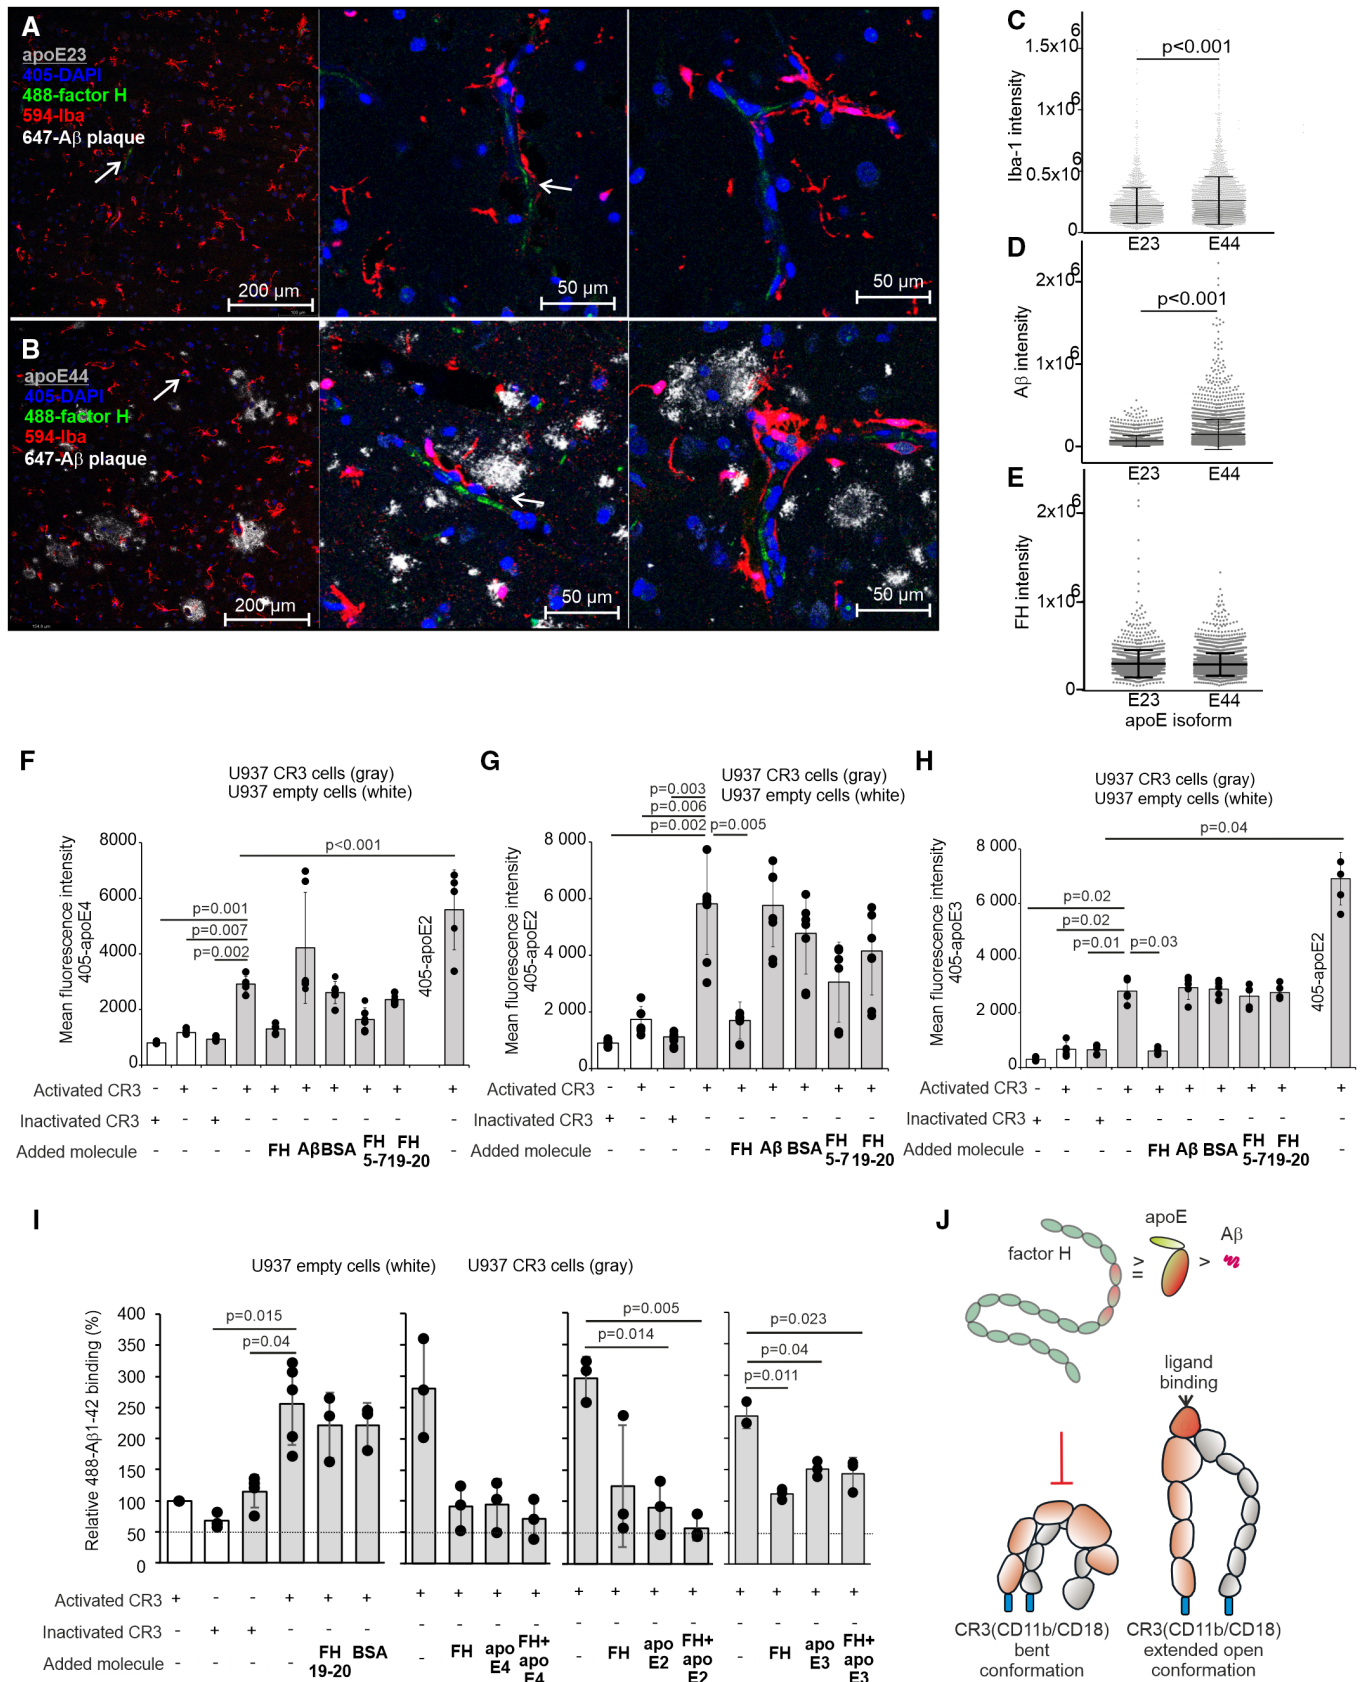 A
apoE23
405-DAPI
488-factor H
594-Iba
647-Aβ plaque
200 µm
50 µm
50 µm
B
apoE44
405-DAPI
488-factor H
594-Iba
647-Aβ plaque
200 µm
50 µm
50 µm
C
Iba-1 intensity
1.5x10^6
1x10^6
0.5x10^6
0
p<0.001
E23 E44
D
Aβ intensity
2x10^6
1x10^6
0
p<0.001
E23 E44
E
FH intensity
2x10^6
1x10^6
0
E23 E44
apoE isoform
F
U937 CR3 cells (gray)
U937 empty cells (white)
Mean fluorescence intensity
405-apoE4
8000
6000
4000
2000
0
p<0.001
p=0.001
p=0.007
p=0.002
405-apoE2
Activated CR3 - + - + + + + + + +
Inactivated CR3 + - + - - - - - - -
Added molecule - - - - FH Aβ BSA FH 5-7 FH 19-20 -
G
U937 CR3 cells (gray)
U937 empty cells (white)
Mean fluorescence intensity
405-apoE2
8 000
6 000
4 000
2 000
0
p=0.003
p=0.006
p=0.002
p=0.005
Activated CR3 - + - + + + + + +
Inactivated CR3 + - + - - - - - -
Added molecule - - - - FH Aβ BSA FH 5-7 FH 19-20
H
U937 CR3 cells (gray)
U937 empty cells (white)
Mean fluorescence intensity
405-apoE3
8 000
6 000
4 000
2 000
0
p=0.04
p=0.02
p=0.02
p=0.01
p=0.03
405-apoE2
Activated CR3 - + - + + + + + + +
Inactivated CR3 + - + - - - - - - -
Added molecule - - - - FH Aβ BSA FH 5-7 FH 19-20 -
I
U937 empty cells (white)
U937 CR3 cells (gray)
Relative 488-Aβ1-42 binding (%)
400
350
300
250
200
150
100
50
0
p=0.015
p=0.04
p=0.005
p=0.014
p=0.023
p=0.04
p=0.011
Activated CR3 + - - + + + + + + + + + + + + + + +
Inactivated CR3 - + + - - - - - - - - - - - - - - -
Added molecule - - - - FH 19-20 BSA - FH apo E4 FH+ apo E4 - FH apo E2 FH+ apo E2 - FH apo E3 FH+ apo E3
J
factor H
≥
apoE
>
Aβ
ligand
binding
CR3(CD11b/CD18)
bent
conformation
CR3(CD11b/CD18)
extended open
conformation